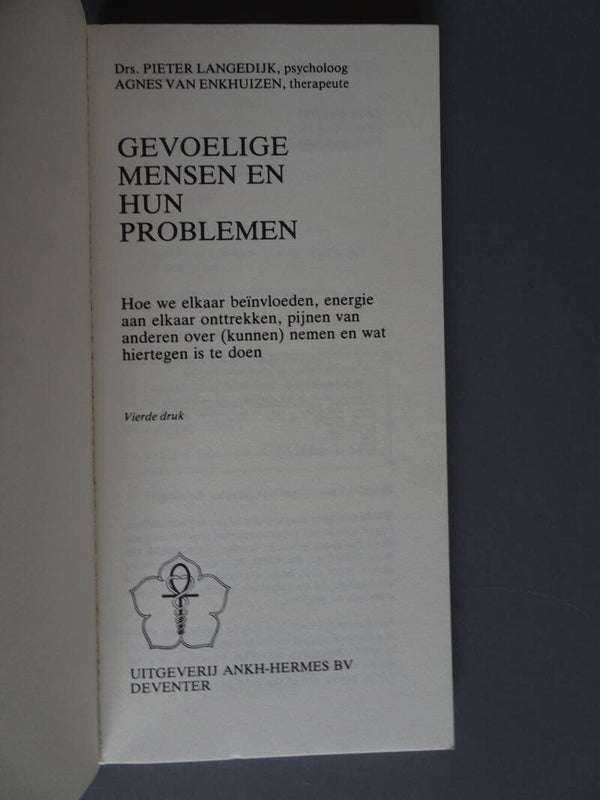 Drs. PIETER LANGEDIJK, psycholoog
AGNES VAN ENKHUIZEN, therapeute
GEVOELIGE
MENSEN EN
HUN
PROBLEMEN
Hoe we elkaar beïnvloeden, energie
aan elkaar onttrekken, pijnen van
anderen over (kunnen) nemen en wat
hiertegen is te doen
Vierde druk
UITGEVERIJ ANKH-HERMES BV
DEVENTER